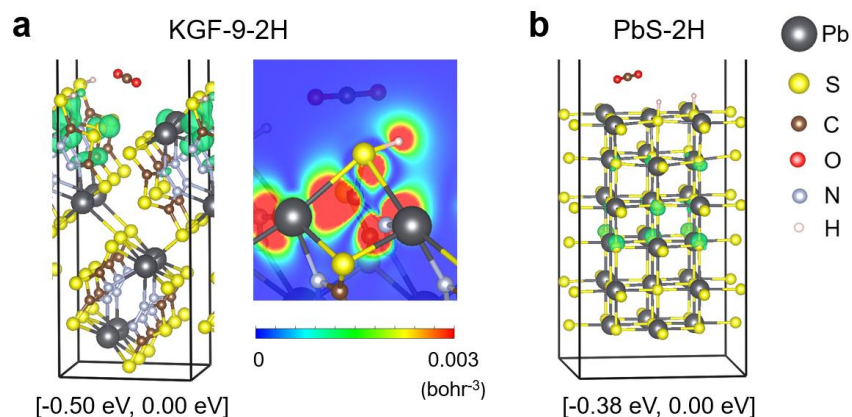 a
KGF-9-2H
b
PbS-2H
Pb
S
C
O
N
H
0
0.003
(bohr⁻³)
[-0.50 eV, 0.00 eV]
[-0.38 eV, 0.00 eV]